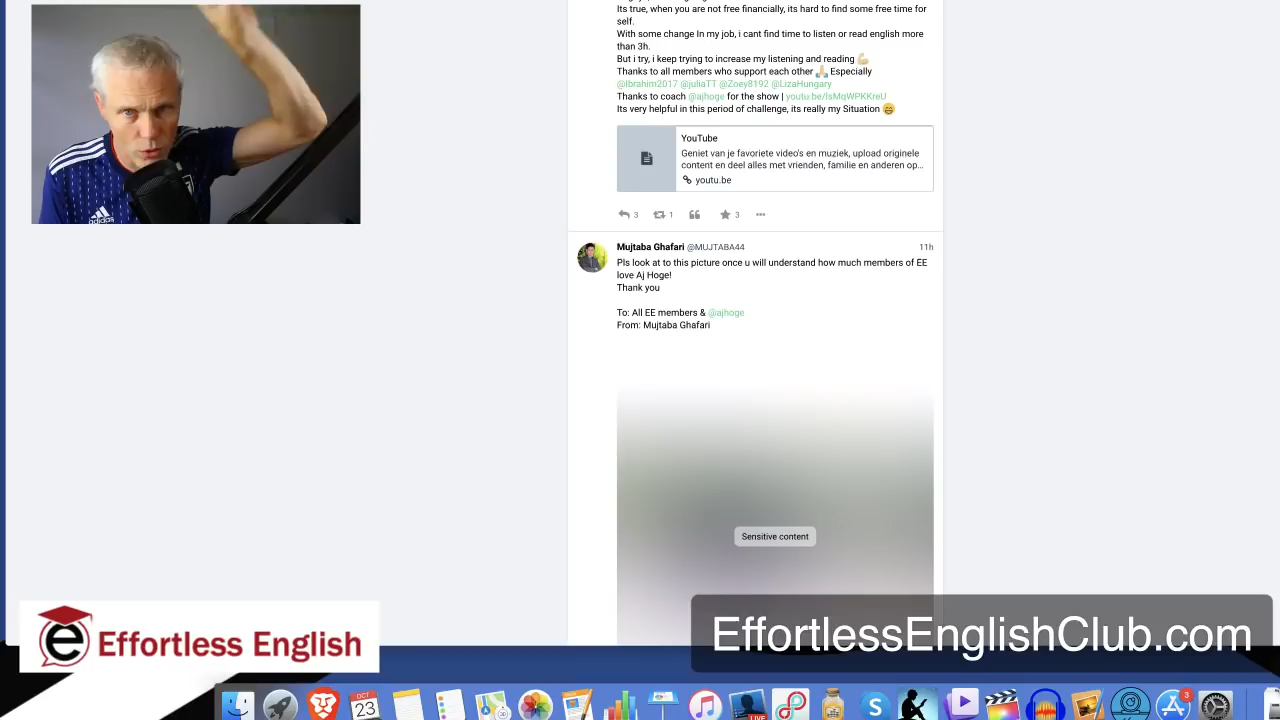 Its true, when you are not free financially, its hard to find some free time for
self.
With some change In my job, i cant find time to listen or read english more
than 3h.
But i try, i keep trying to increase my listening and reading 💪🏼
Thanks to all members who support each other 🙏 Especially
@Ibrahim2017 @juliaTT @Zoey8192 @LizaHungary
Thanks to coach @ajhoge for the show | youtu.be/IsMqWPKKreU
Its very helpful in this period of challenge, its really my Situation 😄
YouTube
Geniet van je favoriete video's en muziek, upload originele
content en deel alles met vrienden, familie en anderen op...
youtu.be
3 1 3
Mujtaba Ghafari @MUJTABA44 11h
Pls look at to this picture once u will understand how much members of EE
love Aj Hoge!
Thank you
To: All EE members & @ajhoge
From: Mujtaba Ghafari
Sensitive content
adidas
e Effortless English
EffortlessEnglishClub.com
OCT
23
LIVE
3